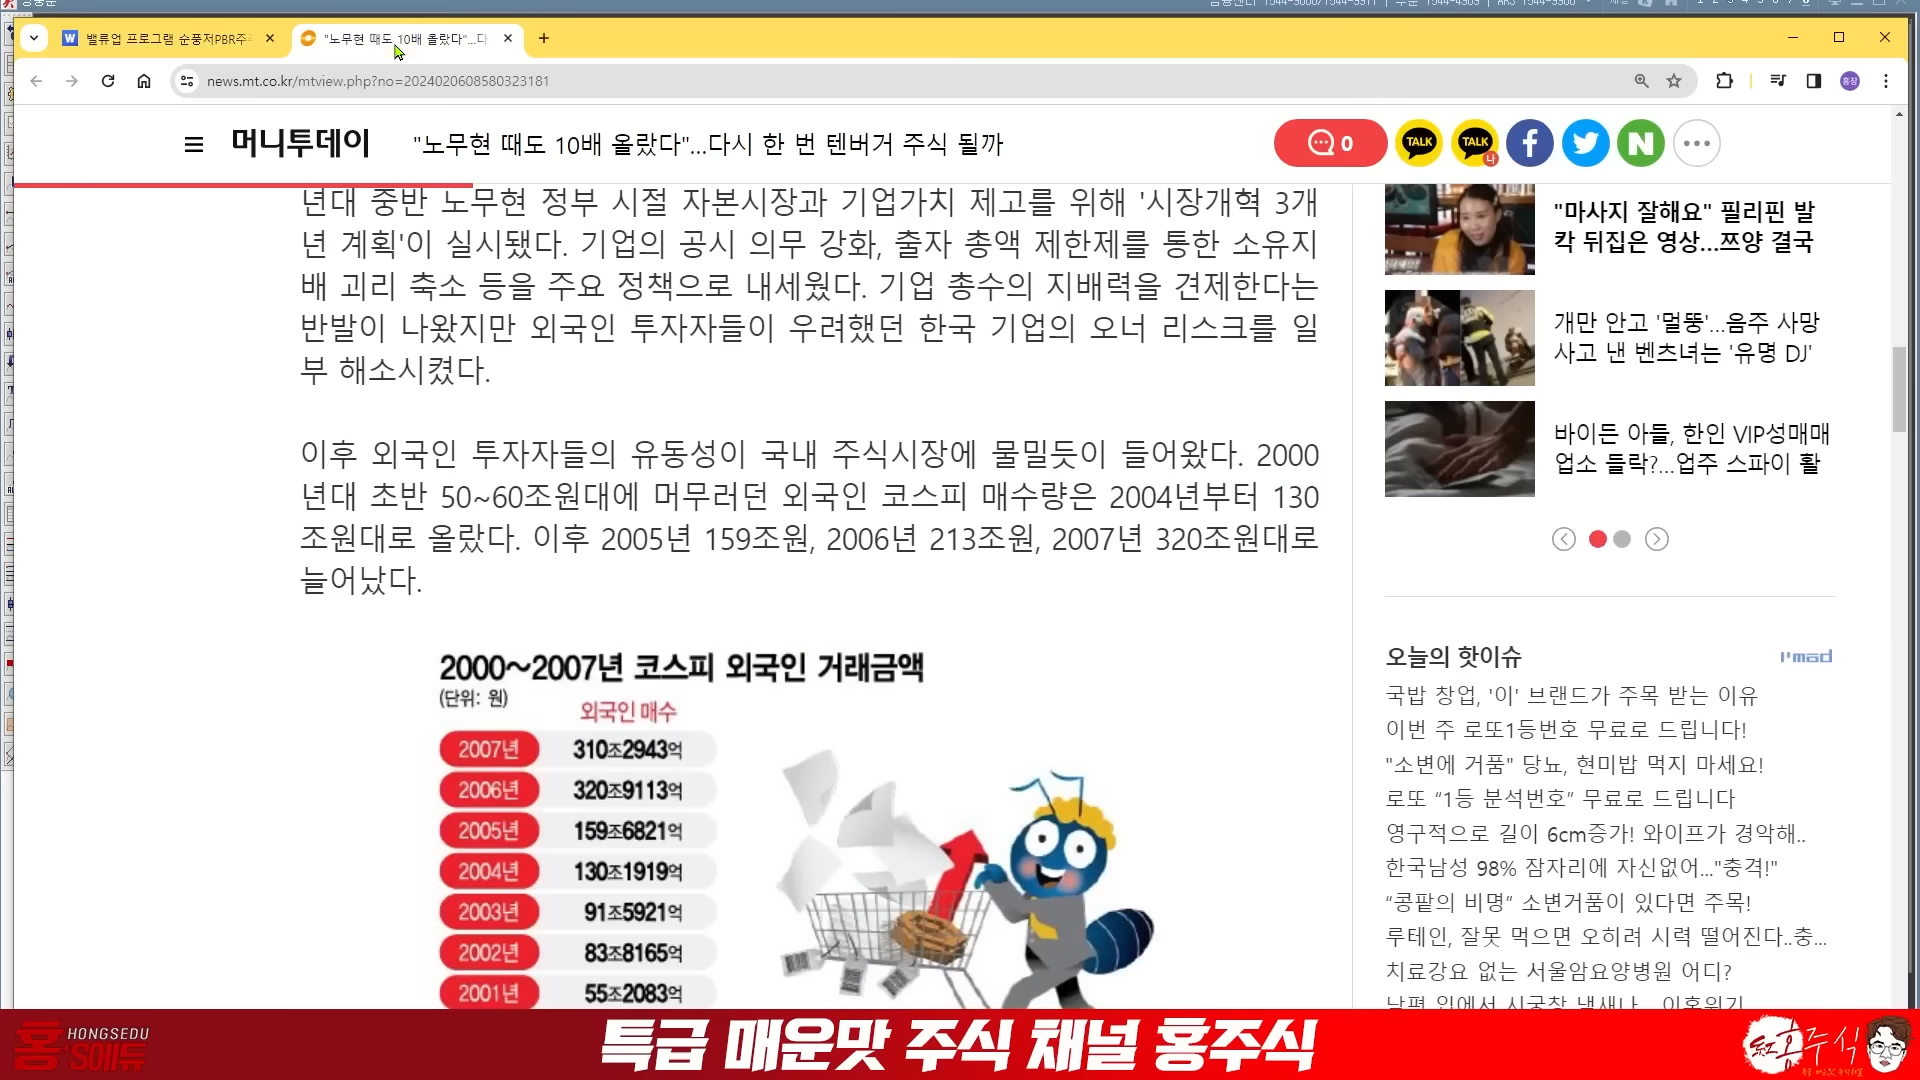 밸류업 프로그램 순풍저PBR주
"노무현 때도 10배 올랐다"...다
news.mt.co.kr/mtview.php?no=2024020608580323181
홍장
머니투데이
"노무현 때도 10배 올랐다"...다시 한 번 텐버거 주식 될까
0
TALK
TALK
나
년대 중반 노무현 정부 시절 자본시장과 기업가치 제고를 위해 '시장개혁 3개
년 계획'이 실시됐다. 기업의 공시 의무 강화, 출자 총액 제한제를 통한 소유지
배 괴리 축소 등을 주요 정책으로 내세웠다. 기업 총수의 지배력을 견제한다는
반발이 나왔지만 외국인 투자자들이 우려했던 한국 기업의 오너 리스크를 일
부 해소시켰다.
이후 외국인 투자자들의 유동성이 국내 주식시장에 물밀듯이 들어왔다. 2000
년대 초반 50~60조원대에 머무러던 외국인 코스피 매수량은 2004년부터 130
조원대로 올랐다. 이후 2005년 159조원, 2006년 213조원, 2007년 320조원대로
늘어났다.
2000~2007년 코스피 외국인 거래금액
(단위: 원)
외국인 매수
2007년 310조2943억
2006년 320조9113억
2005년 159조6821억
2004년 130조1919억
2003년 91조5921억
2002년 83조8165억
2001년 55조2083억
"마사지 잘해요" 필리핀 발
칵 뒤집은 영상...쯔양 결국
개만 안고 '멀뚱'...음주 사망
사고 낸 벤츠녀는 '유명 DJ'
바이든 아들, 한인 VIP성매매
업소 들락?...업주 스파이 활
오늘의 핫이슈
국밥 창업, '이' 브랜드가 주목 받는 이유
이번 주 로또1등번호 무료로 드립니다!
"소변에 거품" 당뇨, 현미밥 먹지 마세요!
로또 “1등 분석번호” 무료로 드립니다
영구적으로 길이 6cm증가! 와이프가 경악해..
한국남성 98% 잠자리에 자신없어..."충격!"
“콩팥의 비명” 소변거품이 있다면 주목!
루테인, 잘못 먹으면 오히려 시력 떨어진다..충...
치료강요 없는 서울암요양병원 어디?
홍'S에듀
HONGSEDU
특급 매운맛 주식 채널 홍주식
홍주식